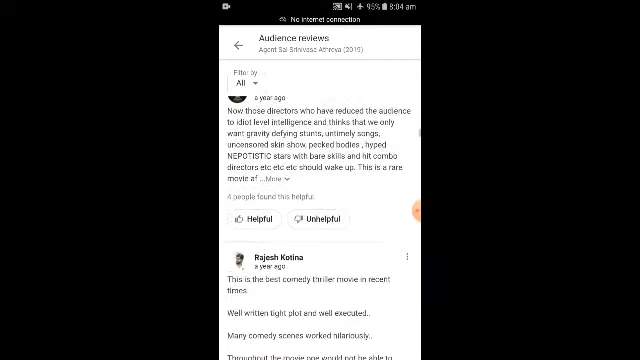 95% 8:04 am
No internet connection
Audience reviews
Agent Sai Srinivasa Athreya (2019)
Filter by
All
a year ago
Now those directors who have reduced the audience
to idiot level intelligence and thinks that we only
want gravity defying stunts, untimely songs,
uncensored skin show, pecked bodies , hyped
NEPOTISTIC stars with bare skills and hit combo
directors etc etc etc should wake up. This is a rare
movie af ...More
4 people found this helpful.
Helpful Unhelpful
Rajesh Kotina
a year ago
This is the best comedy thriller movie in recent
times.
Well written tight plot and well executed..
Many comedy scenes worked hilariously..
Throughout the movie one would not be able to